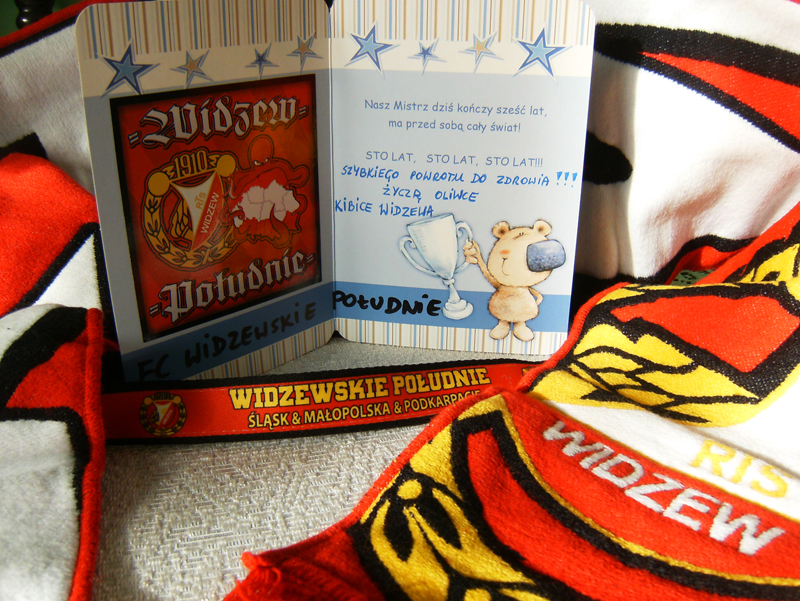 =Widzew=
1910
RTS
WIDZEW
=Południe=
FC WIDZEWSKIE POŁUDNIE
Nasz Mistrz dziś kończy sześć lat,
ma przed sobą cały świat!
STO LAT, STO LAT, STO LAT!!!
SZYBKIEGO POWROTU DO ZDROWIA!!!
ŻYCZĄ OLIWCE
KIBICE WIDZEWA
WIDZEWSKIE POŁUDNIE
ŚLĄSK & MAŁOPOLSKA & PODKARPACIE
RTS
WIDZEW